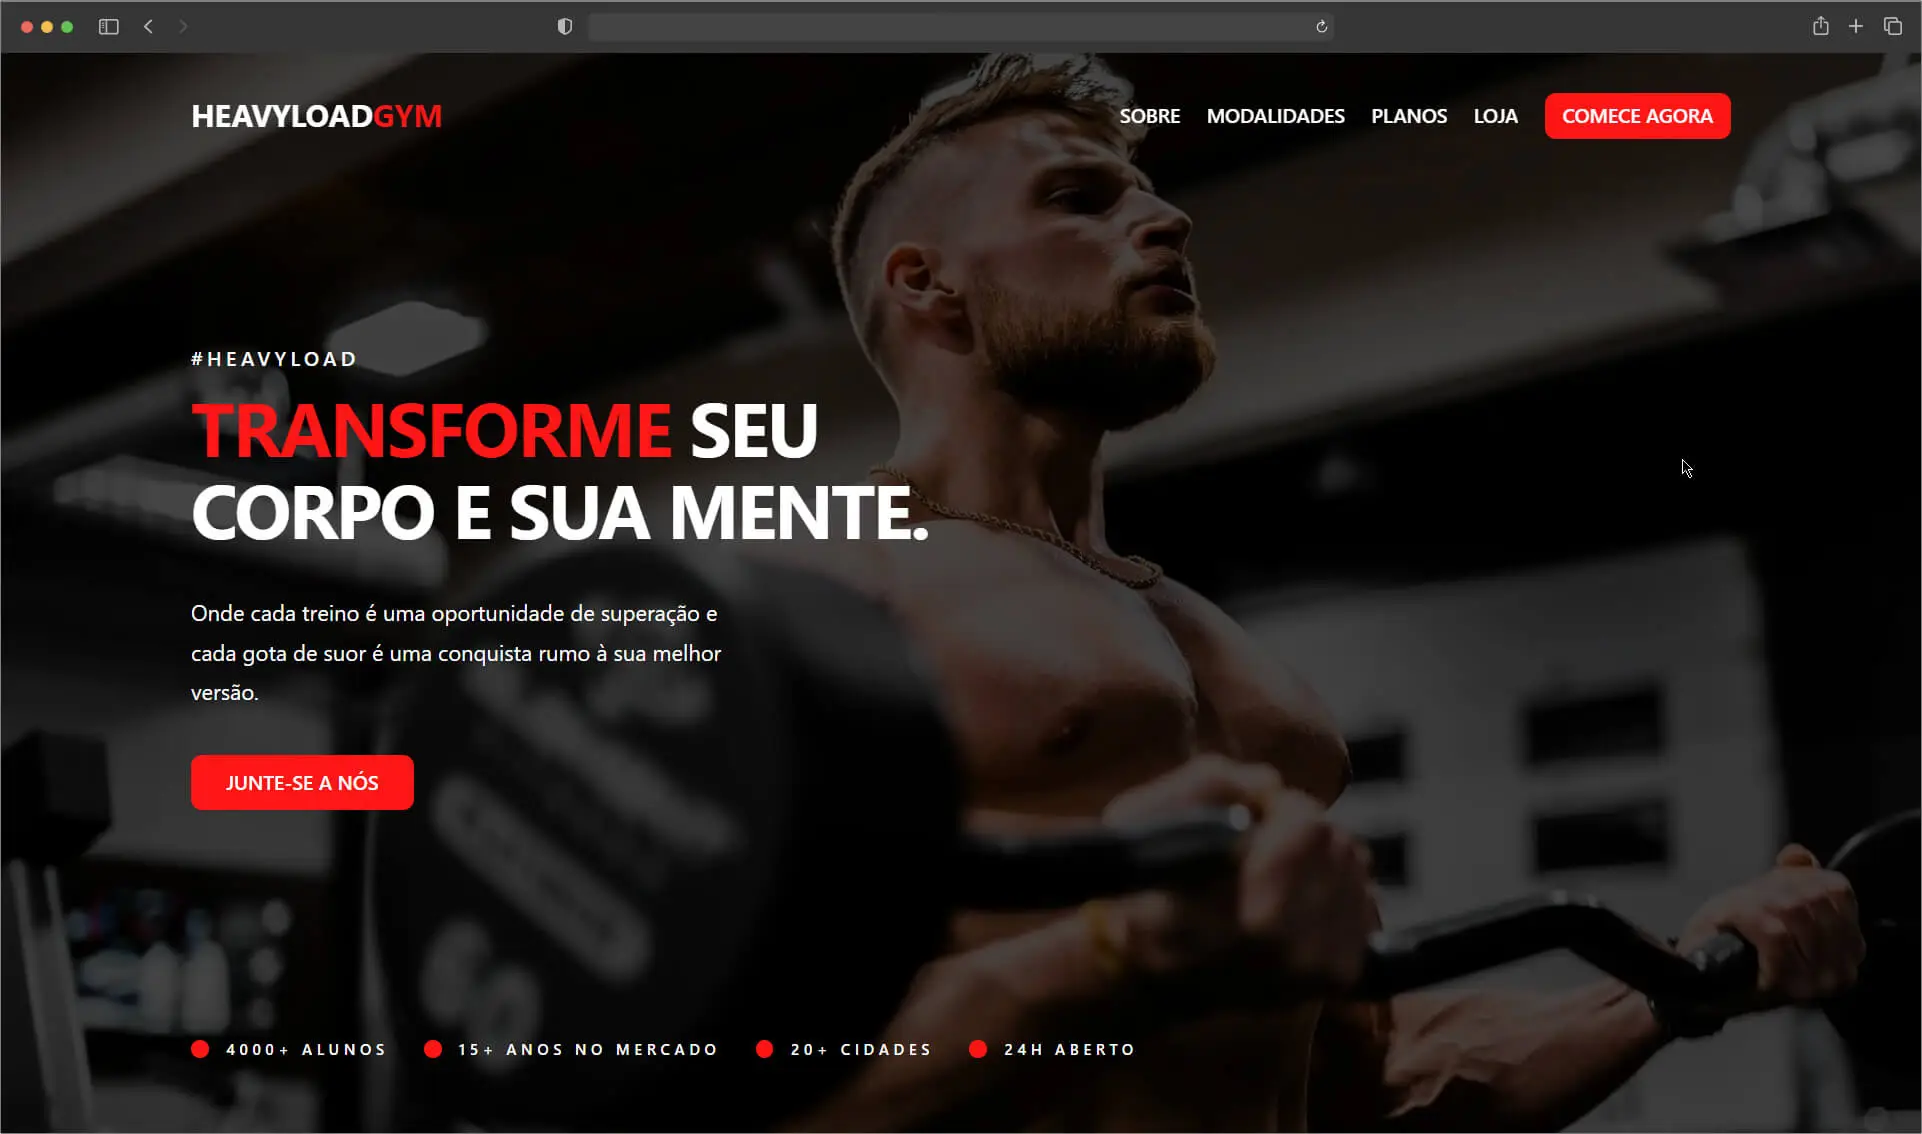 HEAVYLOADGYM
SOBRE MODALIDADES PLANOS LOJA COMECE AGORA
#HEAVYLOAD
TRANSFORME SEU
CORPO E SUA MENTE.
Onde cada treino é uma oportunidade de superação e
cada gota de suor é uma conquista rumo à sua melhor
versão.
JUNTE-SE A NÓS
4000+ ALUNOS 15+ ANOS NO MERCADO 20+ CIDADES 24H ABERTO